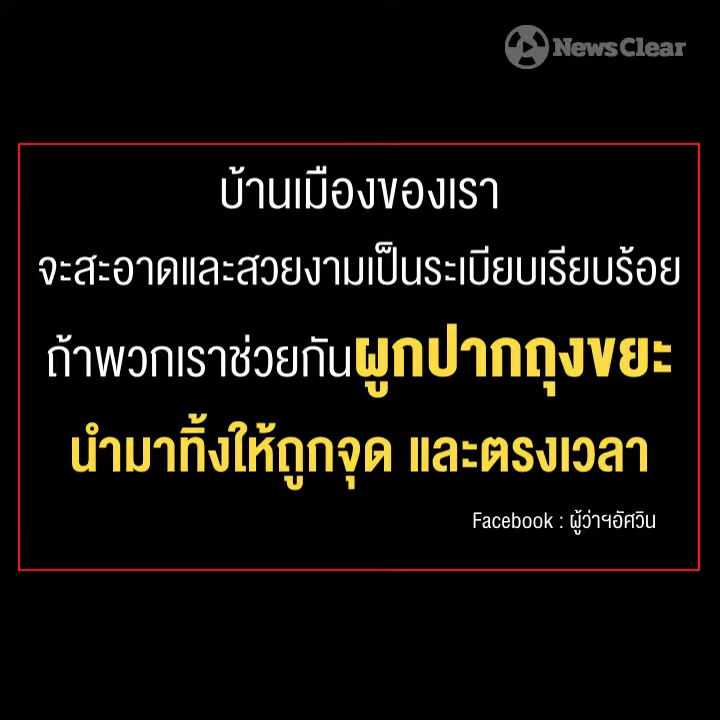 News Clear
บ้านเมืองของเรา
จะสะอาดและสวยงามเป็นระเบียบเรียบร้อย
ถ้าพวกเราช่วยกันผูกปากถุงขยะ
นำมาทิ้งให้ถูกจุด และตรงเวลา
Facebook : ผู้ว่าฯอัศวิน